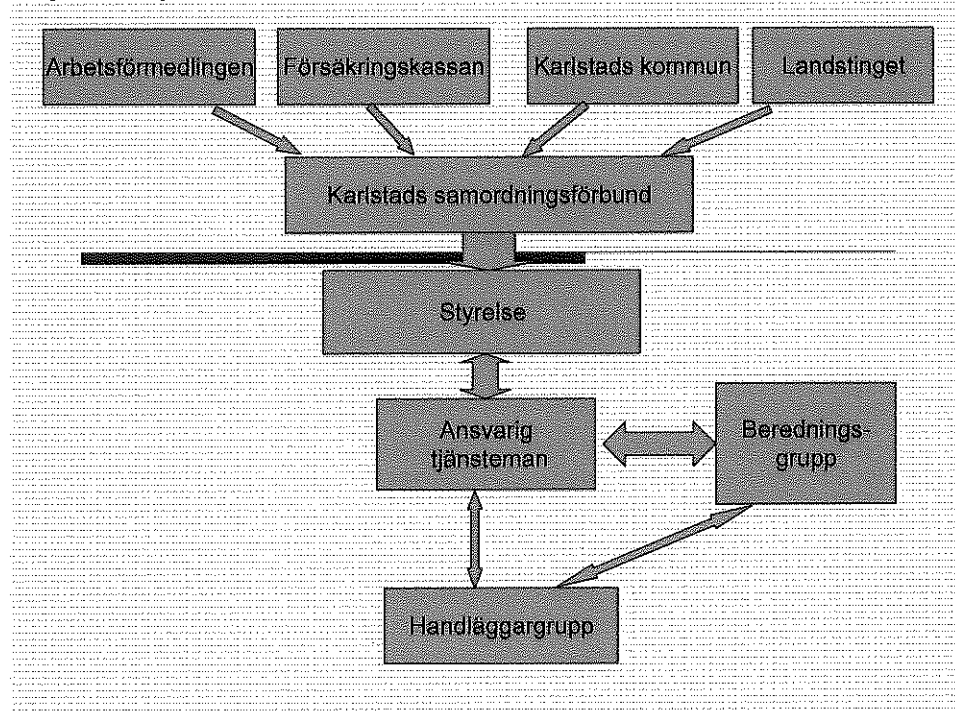 Arbetsförmedlingen
Försäkringskassan
Karlstads kommun
Landstinget
Karlstads samordningsförbund
Styrelse
Ansvarig
tjänsteman
Berednings-
grupp
Handläggargrupp